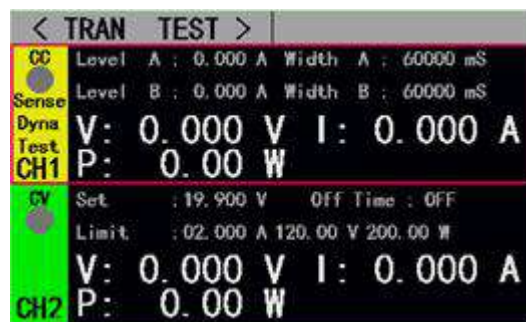 < TRAN TEST >
CC Level A : 0.000 A Width A : 60000 mS
Sense Level B : 0.000 A Width B : 60000 mS
Dyna Test V: 0.000 V I: 0.000 A
CH1 P: 0.00 W
CV Set :19.900 V Off Time : OFF
Limit :02.000 A 120.00 V 200.00 W
V: 0.000 V I: 0.000 A
CH2 P: 0.00 W